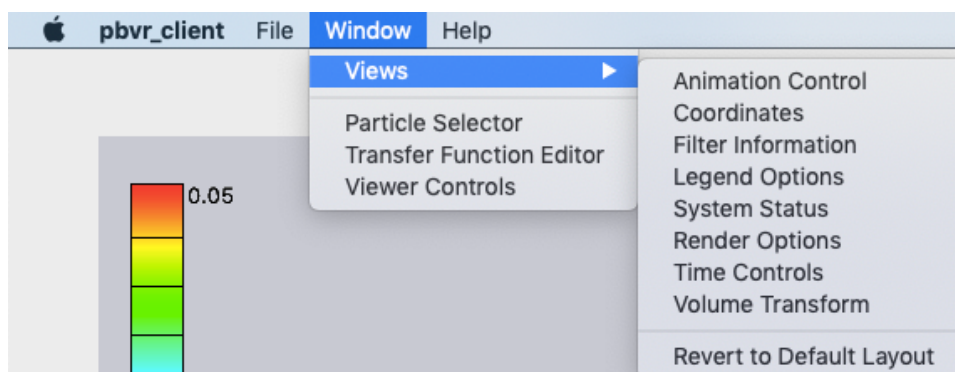 pbvr_client File Window Help
Views
Particle Selector
Transfer Function Editor
Viewer Controls
Animation Control
Coordinates
Filter Information
Legend Options
System Status
Render Options
Time Controls
Volume Transform
Revert to Default Layout
0.05